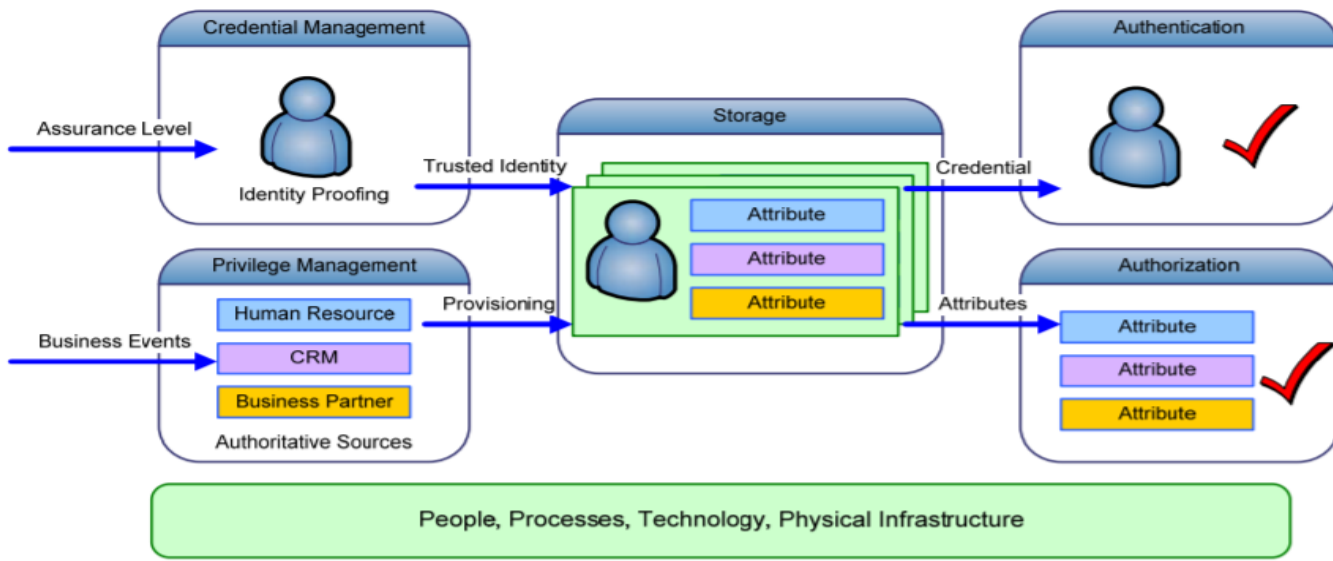 Credential Management
Assurance Level
Identity Proofing
Trusted Identity
Privilege Management
Business Events
Human Resource
CRM
Business Partner
Authoritative Sources
Provisioning
Storage
Attribute
Attribute
Attribute
Credential
Attributes
Authentication
Authorization
Attribute
Attribute
Attribute
People, Processes, Technology, Physical Infrastructure